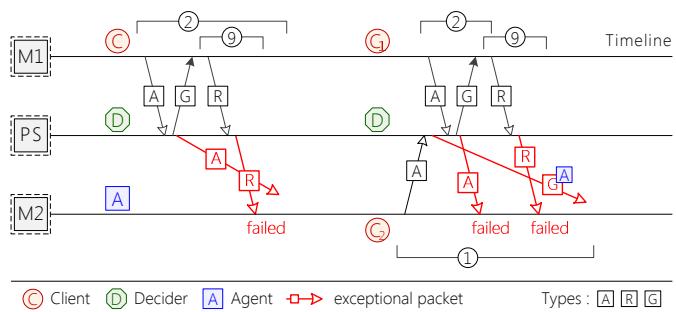 2 2
C 9 C1 9 Timeline
M1
A G R A G R
D D
PS
A R A A R G A
A
M2
failed C2 failed failed
1
C Client D Decider A Agent exceptional packet Types : A R G